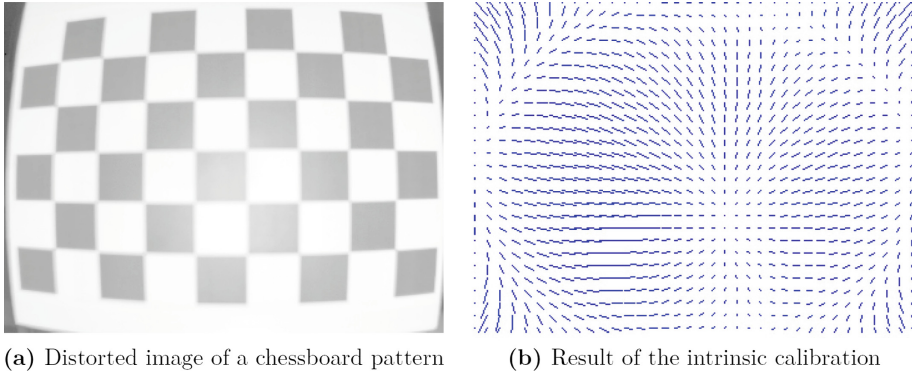 (a) Distorted image of a chessboard pattern
(b) Result of the intrinsic calibration